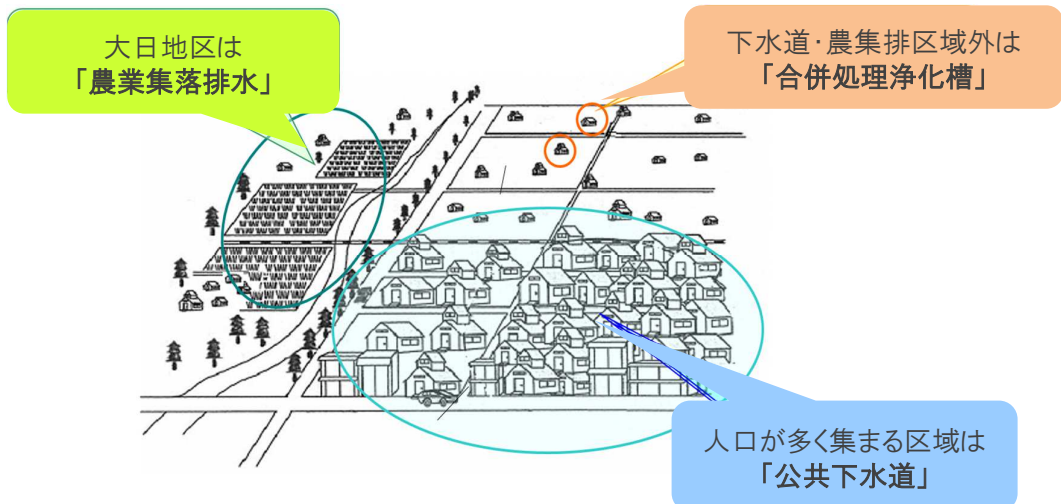 大日地区は
「農業集落排水」
下水道・農集排区域外は
「合併処理浄化槽」
人口が多く集まる区域は
「公共下水道」